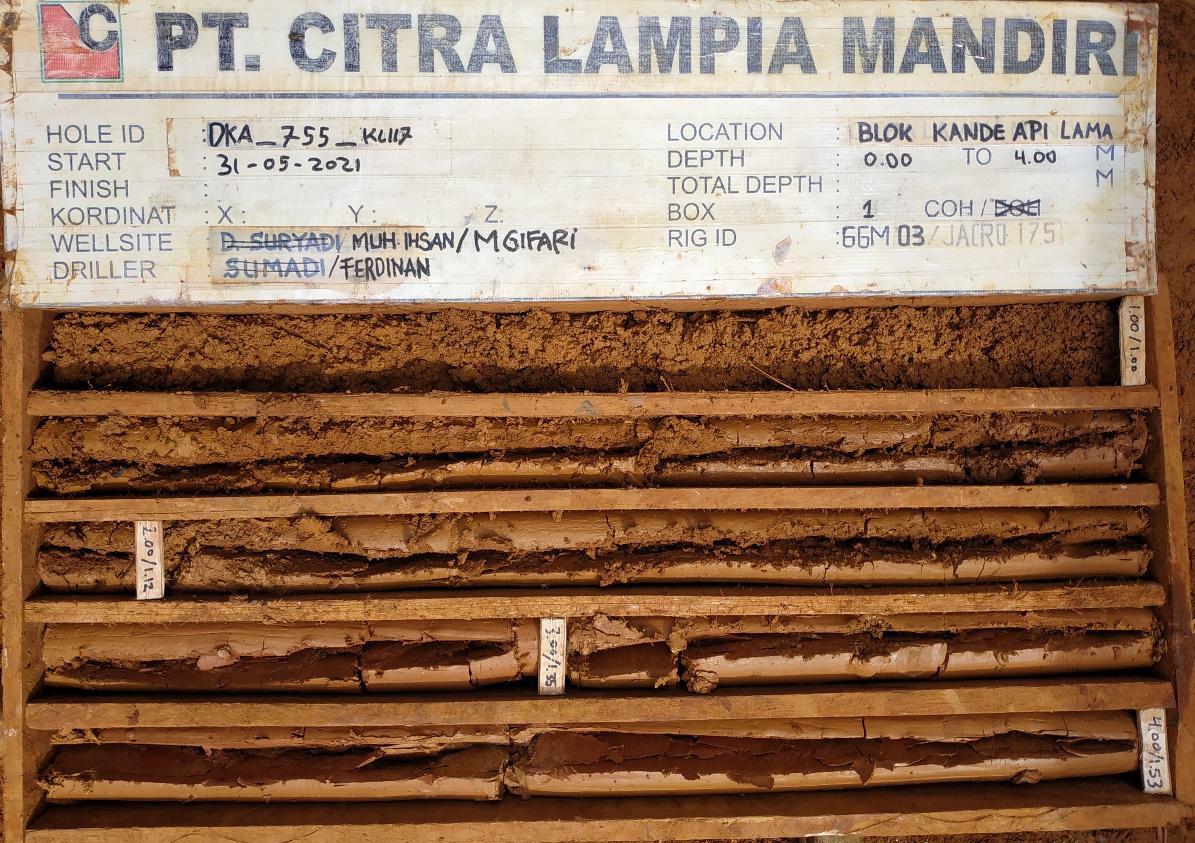 C PT. CITRA LAMPIA MANDIRI
HOLE ID : DKA_755_KL117
START : 31-05-2021
FINISH :
KORDINAT : X : Y : Z.
WELLSITE : D. SURYADI MUH IHSAN/ M GIFARI
DRILLER SUMADI/FERDINAN
LOCATION : BLOK KANDE API LAMA
DEPTH : 0.00 TO 4.00 M
TOTAL DEPTH : M
BOX : 1 COH / DOH
RIG ID : GGM 03 / JACRO 175
1.00/1.00
2.00/1.12
3.00/1.35
4.00/1.53